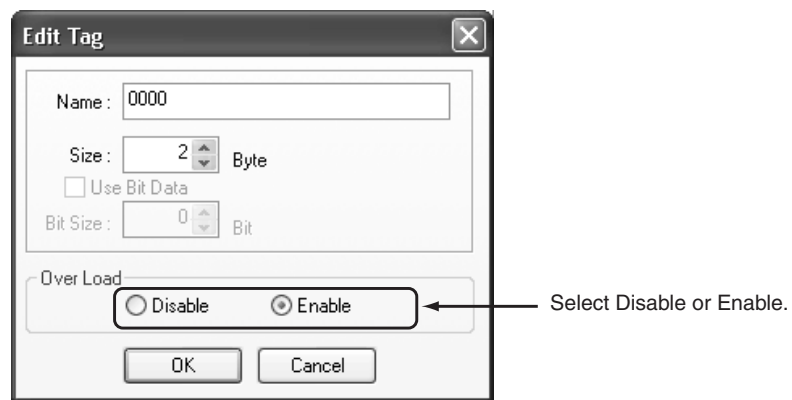 Edit Tag
Name : 0000
Size : 2 Byte
Use Bit Data
Bit Size : 0 Bit
Over Load
Disable Enable
Select Disable or Enable.
OK Cancel